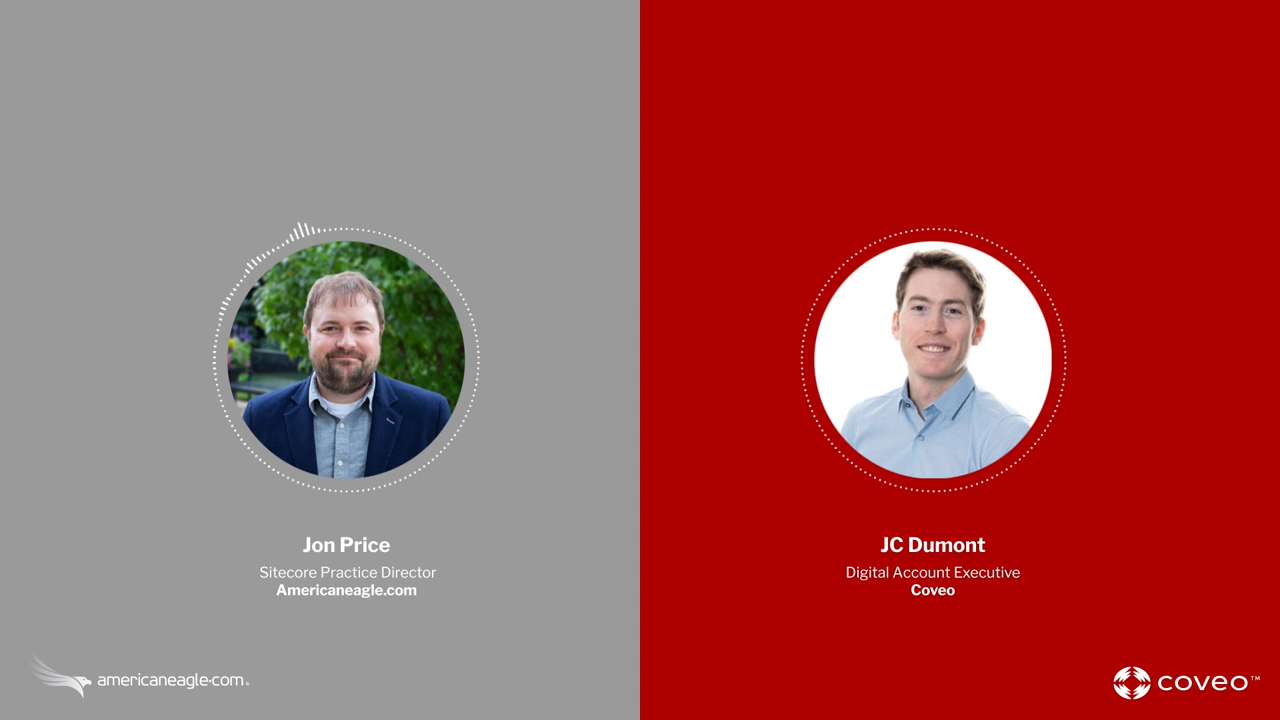 Jon Price
Sitecore Practice Director
Americaneagle.com
JC Dumont
Digital Account Executive
Coveo
americaneagle.com®
coveo™